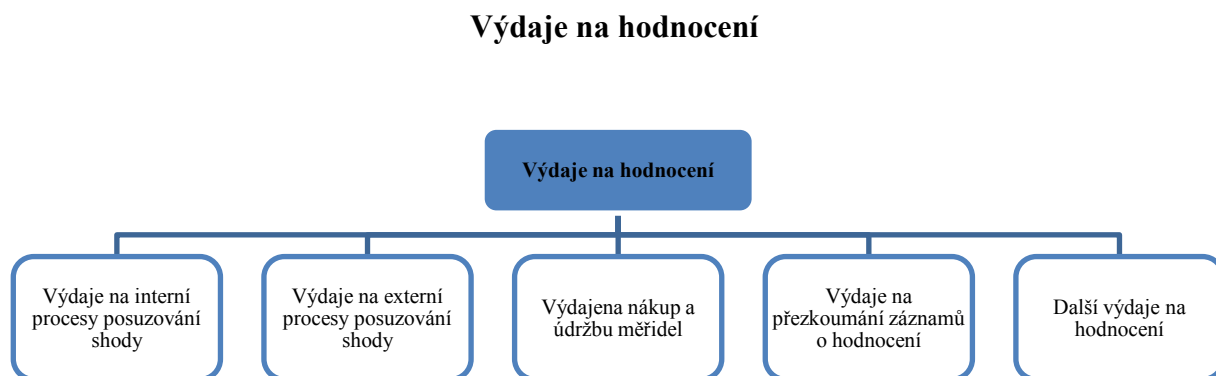 Výdaje na hodnocení
Výdaje na hodnocení
Výdaje na interní
procesy posuzování
shody
Výdaje na externí
procesy posuzování
shody
Výdajena nákup a
údržbu měřidel
Výdaje na
přezkoumání záznamů
o hodnocení
Další výdaje na
hodnocení